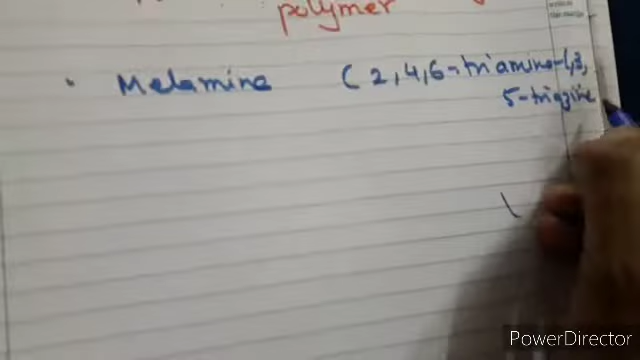 polymer
• Melamine ( 2,4,6-triamino-1,3,
5-triazine
PowerDirector